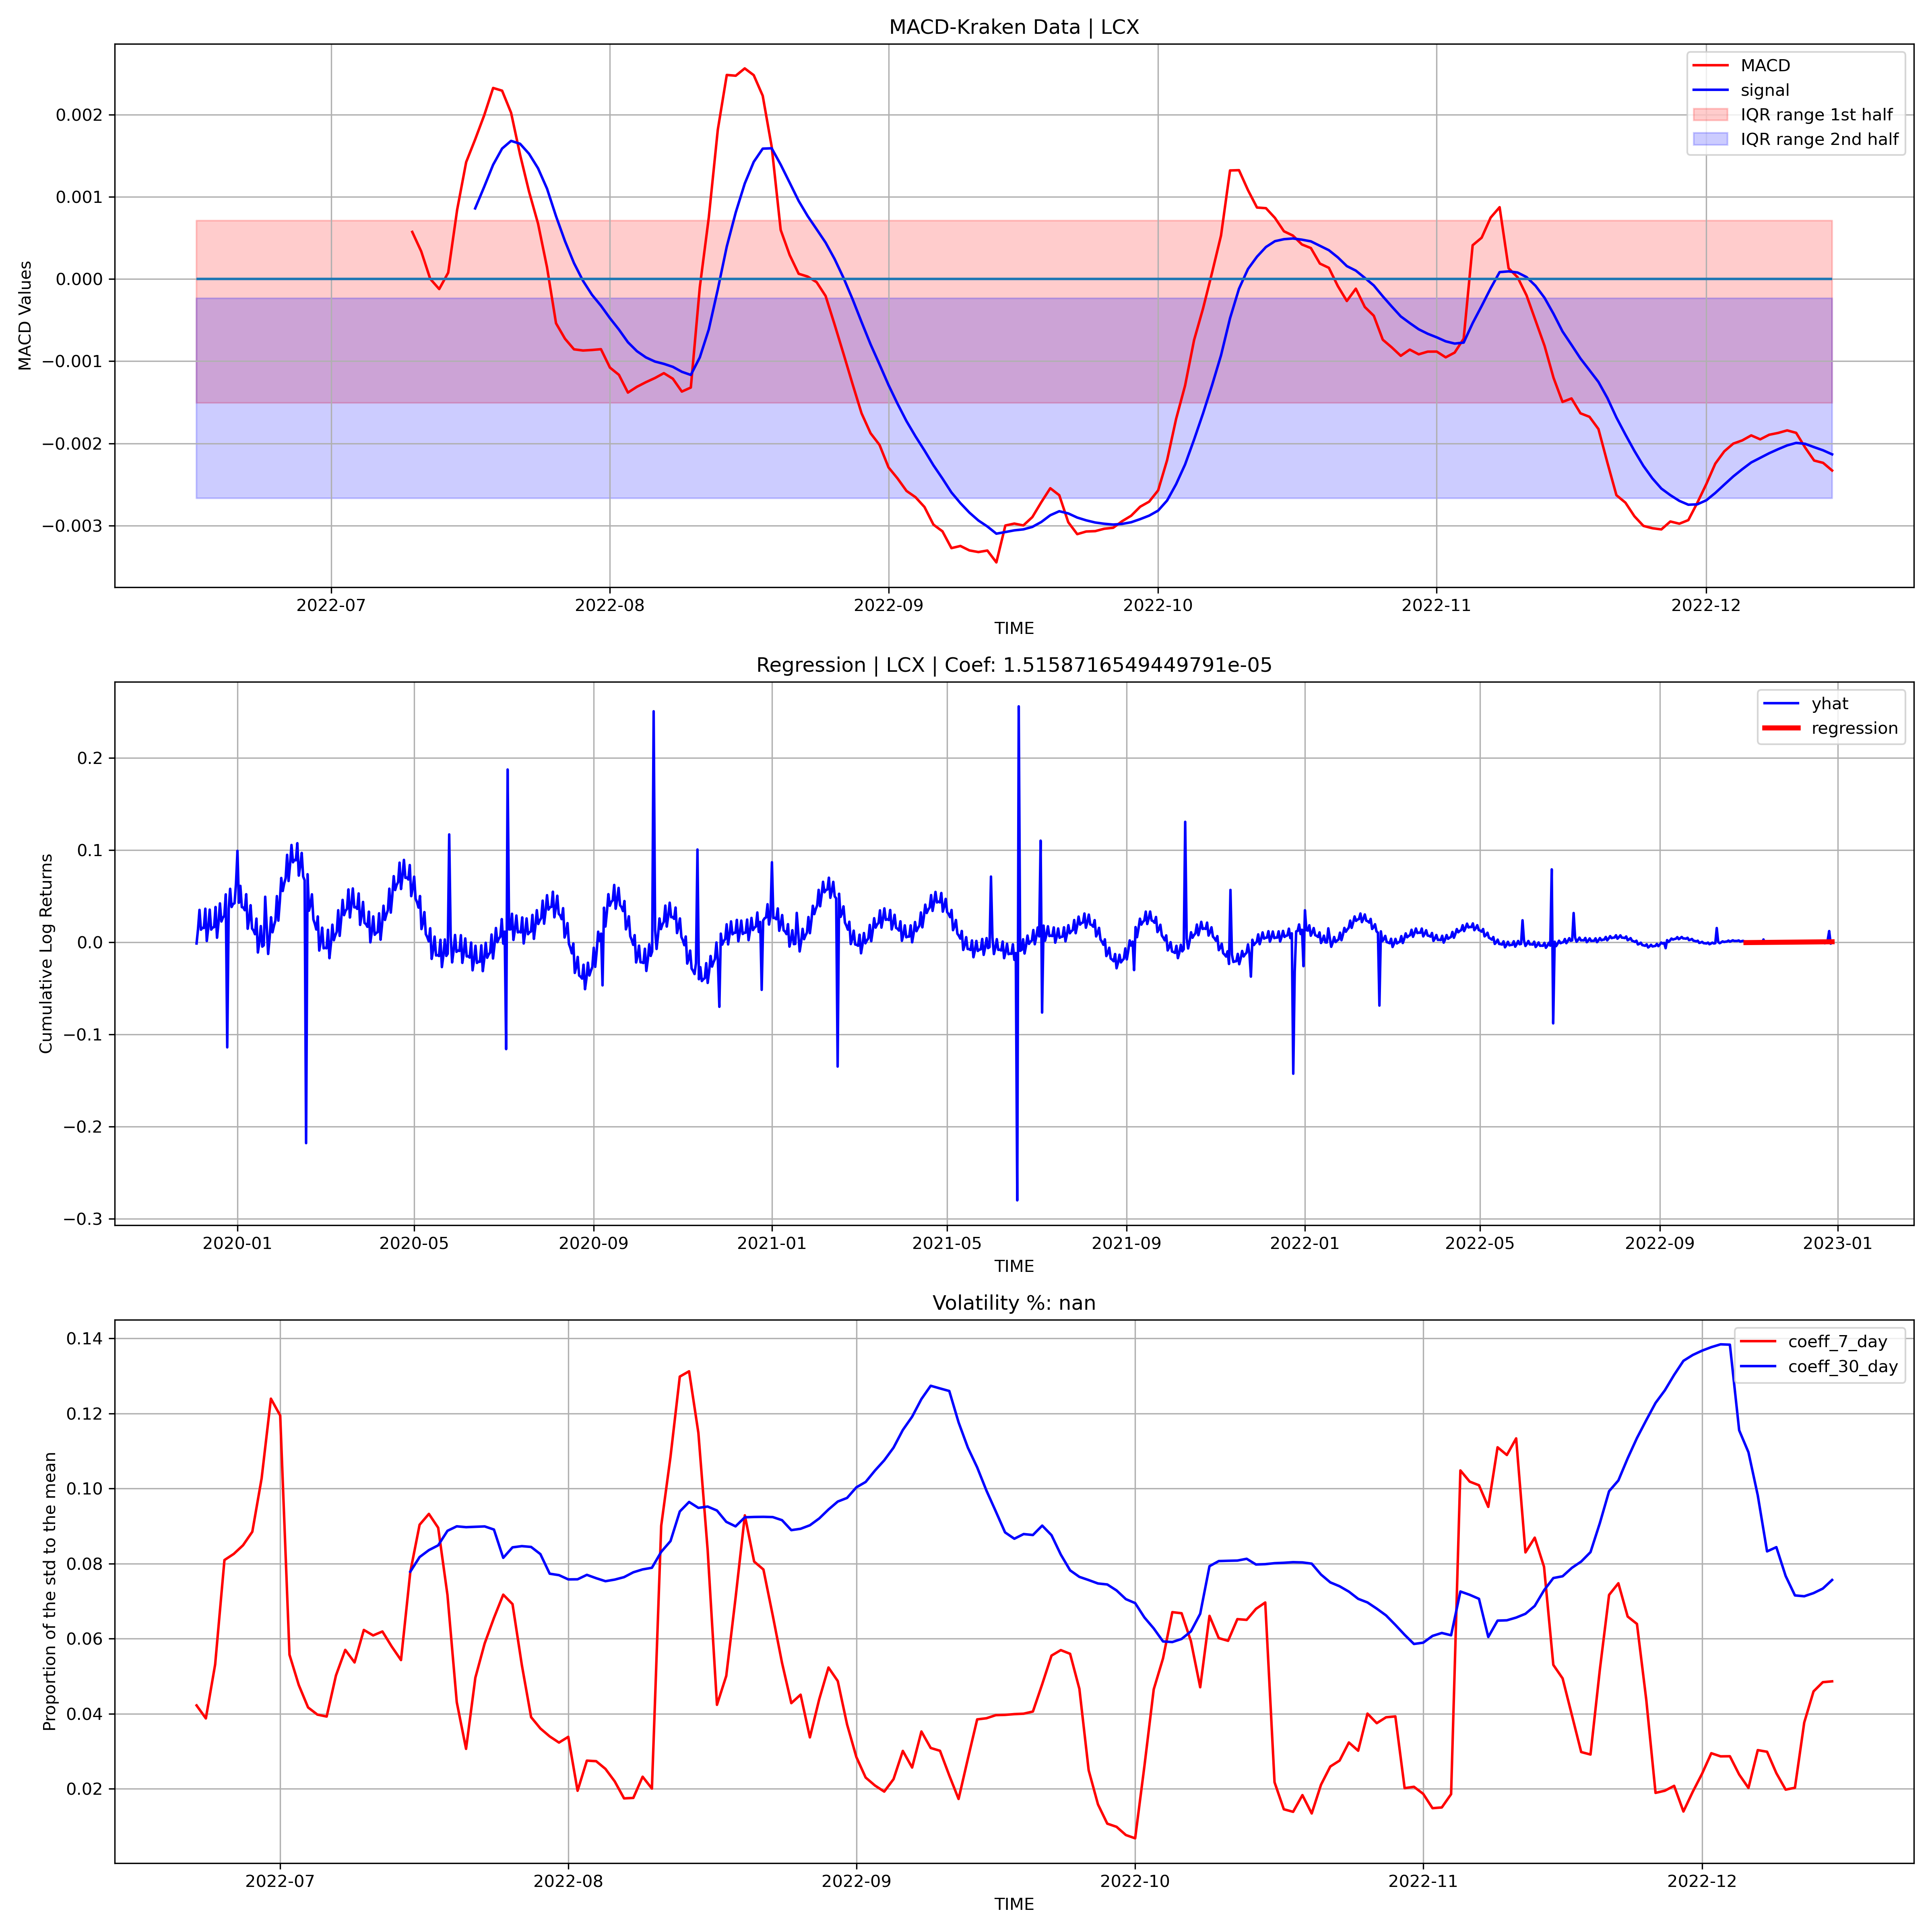 MACD-Kraken Data | LCX
MACD
signal
IQR range 1st half
IQR range 2nd half
0.002
0.001
0.000
−0.001
−0.002
−0.003
MACD Values
2022-07 2022-08 2022-09 2022-10 2022-11 2022-12
TIME
Regression | LCX | Coef: 1.5158716549449791e-05
yhat
regression
0.2
0.1
0.0
−0.1
−0.2
−0.3
Cumulative Log Returns
2020-01 2020-05 2020-09 2021-01 2021-05 2021-09 2022-01 2022-05 2022-09 2023-01
TIME
Volatility %: nan
coeff_7_day
coeff_30_day
0.14
0.12
0.10
0.08
0.06
0.04
0.02
Proportion of the std to the mean
2022-07 2022-08 2022-09 2022-10 2022-11 2022-12
TIME